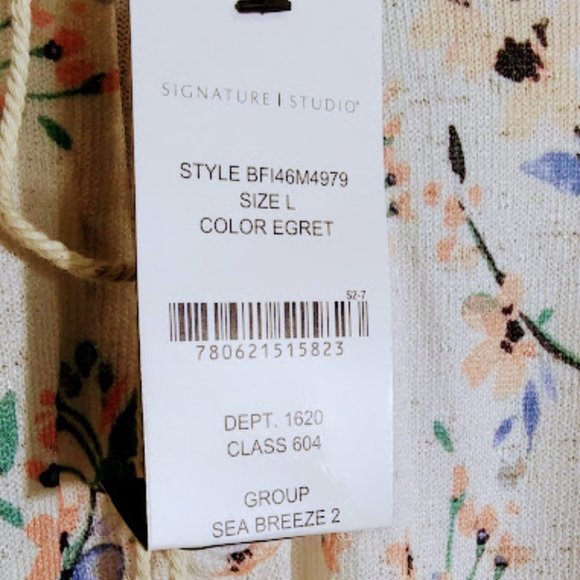 SIGNATURE | STUDIO®
STYLE BFI46M4979
SIZE L
COLOR EGRET
52-7
780621515823
DEPT. 1620
CLASS 604
GROUP
SEA BREEZE 2